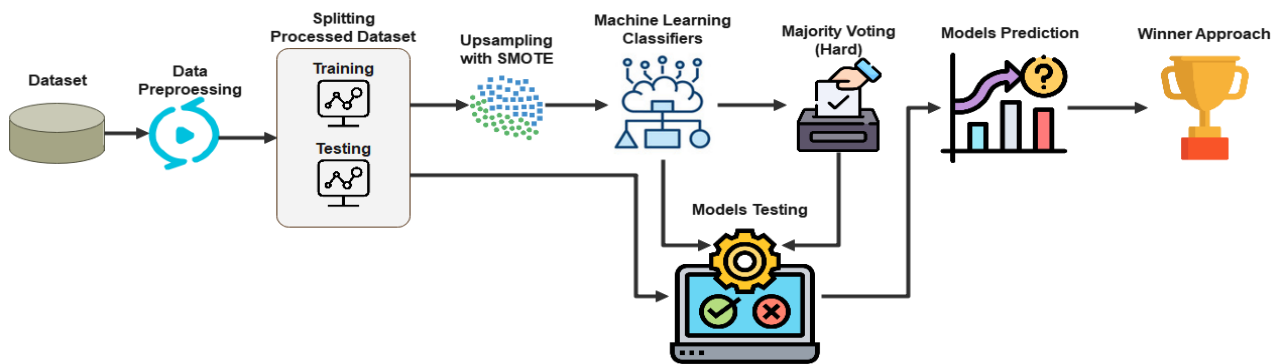 Dataset
Data
Preproessing
Splitting
Processed Dataset
Training
Testing
Upsampling
with SMOTE
Machine Learning
Classifiers
Majority Voting
(Hard)
Models Testing
Models Prediction
?
Winner Approach